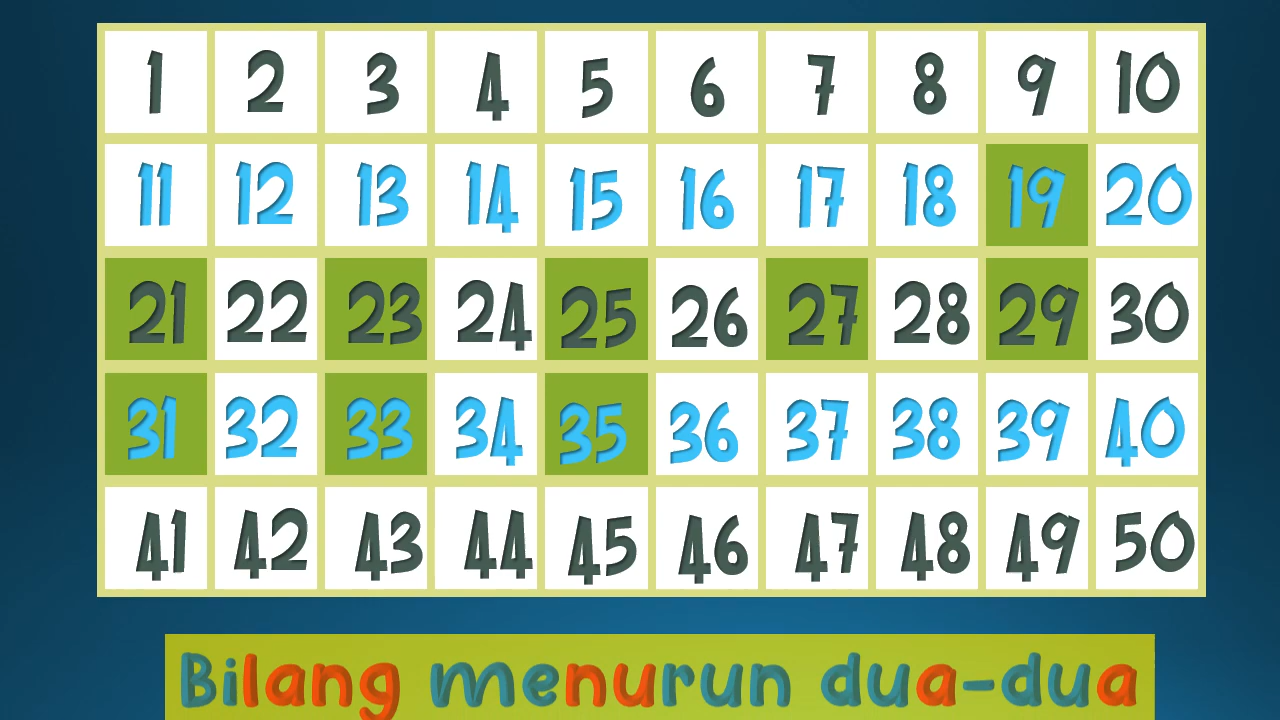 1 2 3 4 5 6 7 8 9 10
11 12 13 14 15 16 17 18 19 20
21 22 23 24 25 26 27 28 29 30
31 32 33 34 35 36 37 38 39 40
41 42 43 44 45 46 47 48 49 50
Bilang menurun dua-dua